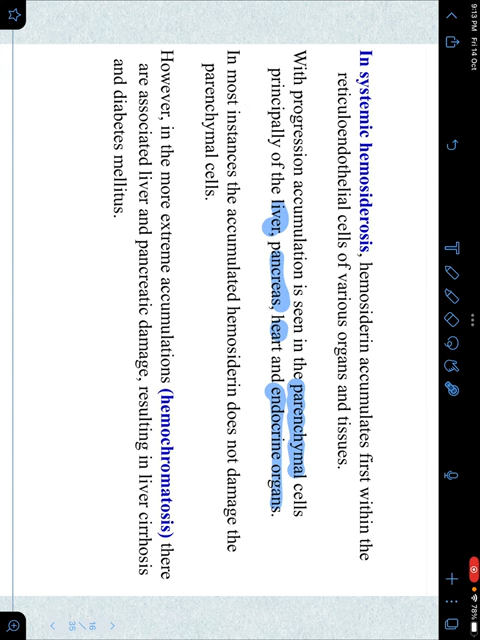 9:13 PM Fri 14 Oct
78%
In systemic hemosiderosis, hemosiderin accumulates first within the
reticuloendothelial cells of various organs and tissues.
With progression accumulation is seen in the parenchymal cells
principally of the liver, pancreas, heart and endocrine organs.
In most instances the accumulated hemosiderin does not damage the
parenchymal cells.
However, in the more extreme accumulations (hemochromatosis) there
are associated liver and pancreatic damage, resulting in liver cirrhosis
and diabetes mellitus.
16 / 35